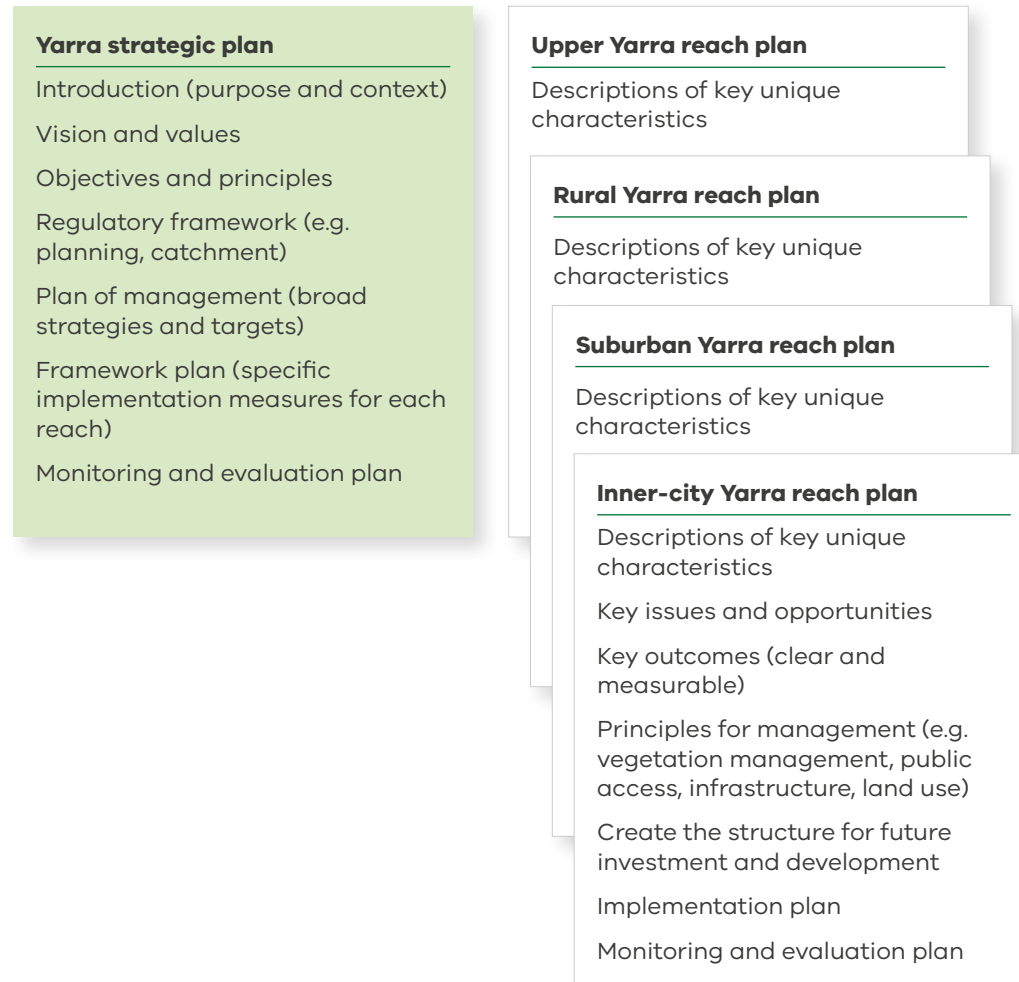 Yarra strategic plan
Introduction (purpose and context)
Vision and values
Objectives and principles
Regulatory framework (e.g.
planning, catchment)
Plan of management (broad
strategies and targets)
Framework plan (specific
implementation measures for each
reach)
Monitoring and evaluation plan
Upper Yarra reach plan
Descriptions of key unique
characteristics
Rural Yarra reach plan
Descriptions of key unique
characteristics
Suburban Yarra reach plan
Descriptions of key unique
characteristics
Inner-city Yarra reach plan
Descriptions of key unique
characteristics
Key issues and opportunities
Key outcomes (clear and
measurable)
Principles for management (e.g.
vegetation management, public
access, infrastructure, land use)
Create the structure for future
investment and development
Implementation plan
Monitoring and evaluation plan